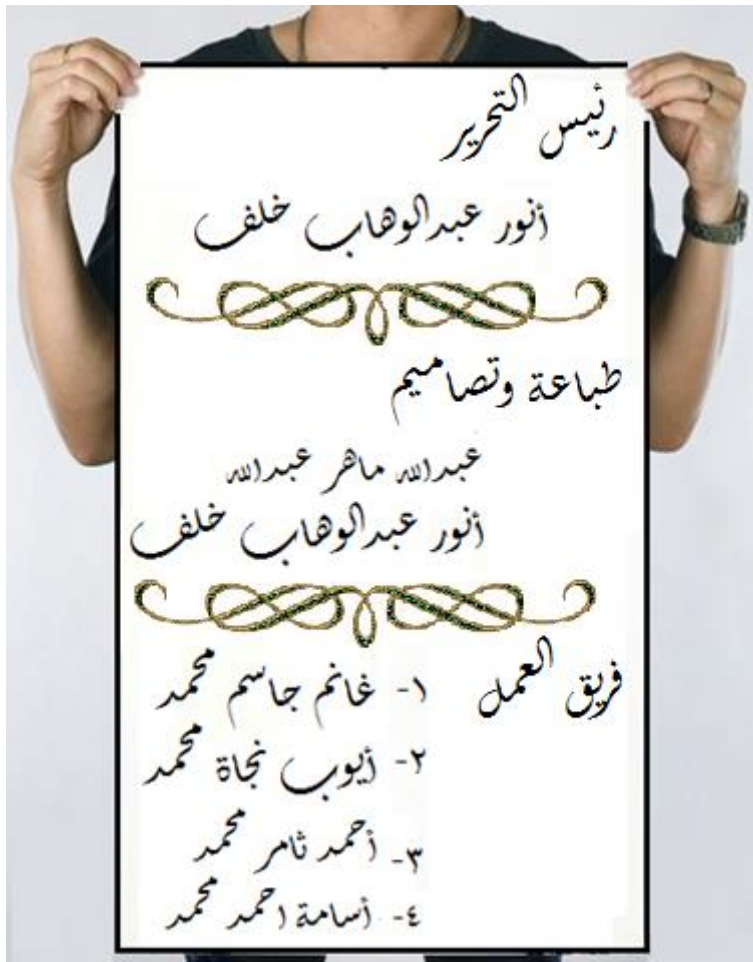 رئيس التحرير
أنور عبدالوهاب خلف
طباعة وتصاميم
عبدالله ماهر عبدالله
أنور عبدالوهاب خلف
فريق العمل ١- غانم جاسم محمد
٢- أيوب نجاة محمد
٣- أحمد ثامر محمد
٤- أسامة احمد محمد